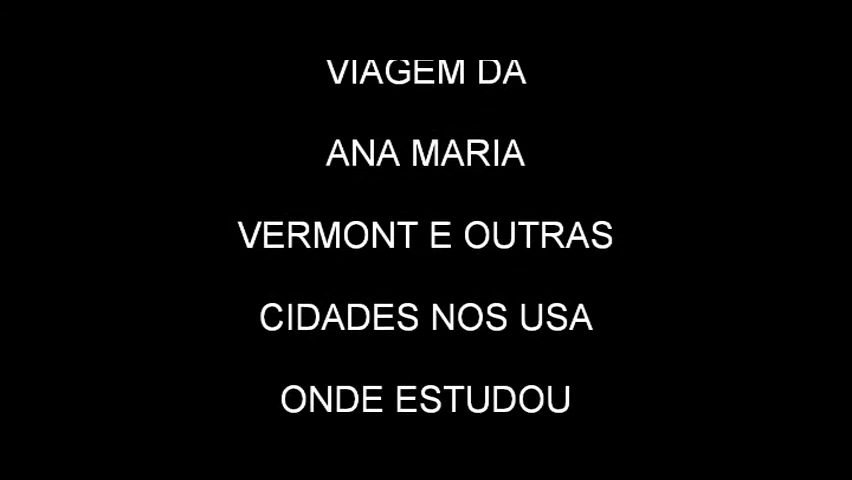 VIAGEM DA
ANA MARIA
VERMONT E OUTRAS
CIDADES NOS USA
ONDE ESTUDOU